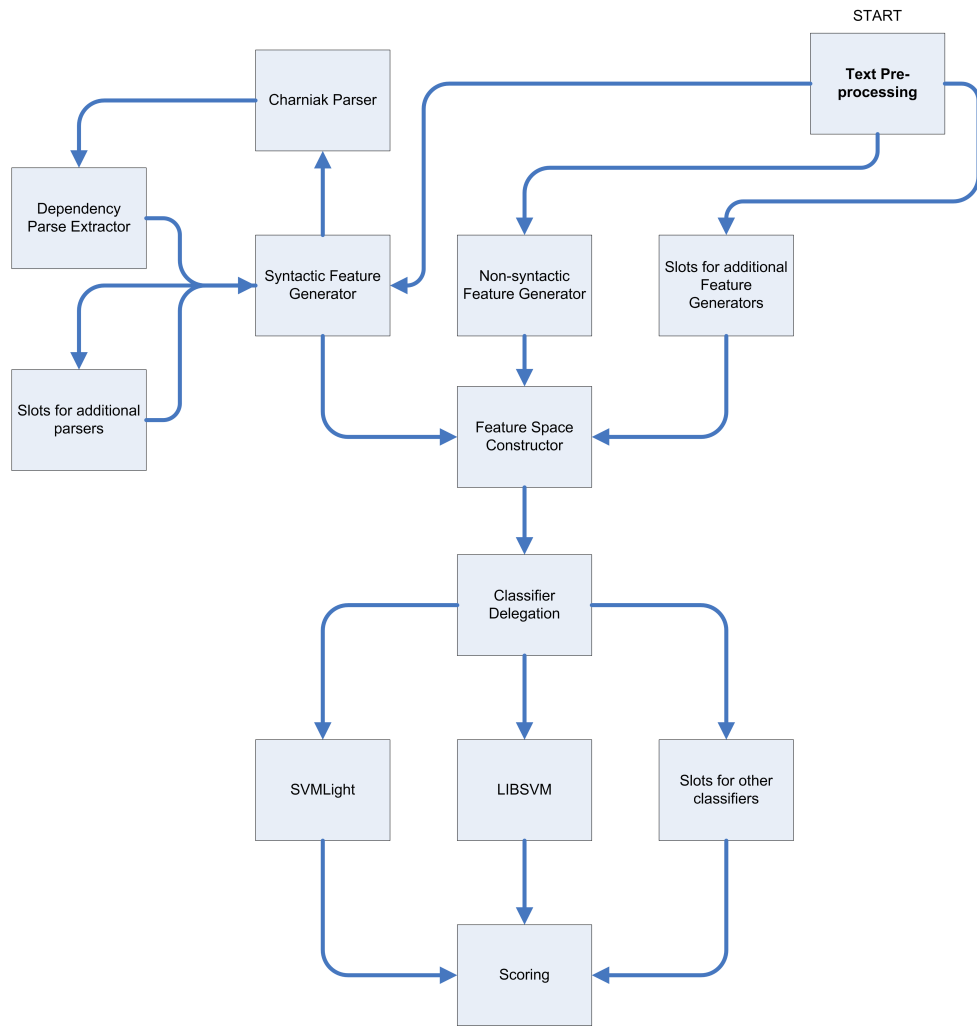 START
Text Pre-
processing
Charniak Parser
Dependency
Parse Extractor
Syntactic Feature
Generator
Non-syntactic
Feature Generator
Slots for additional
Feature
Generators
Slots for additional
parsers
Feature Space
Constructor
Classifier
Delegation
SVMLight
LIBSVM
Slots for other
classifiers
Scoring